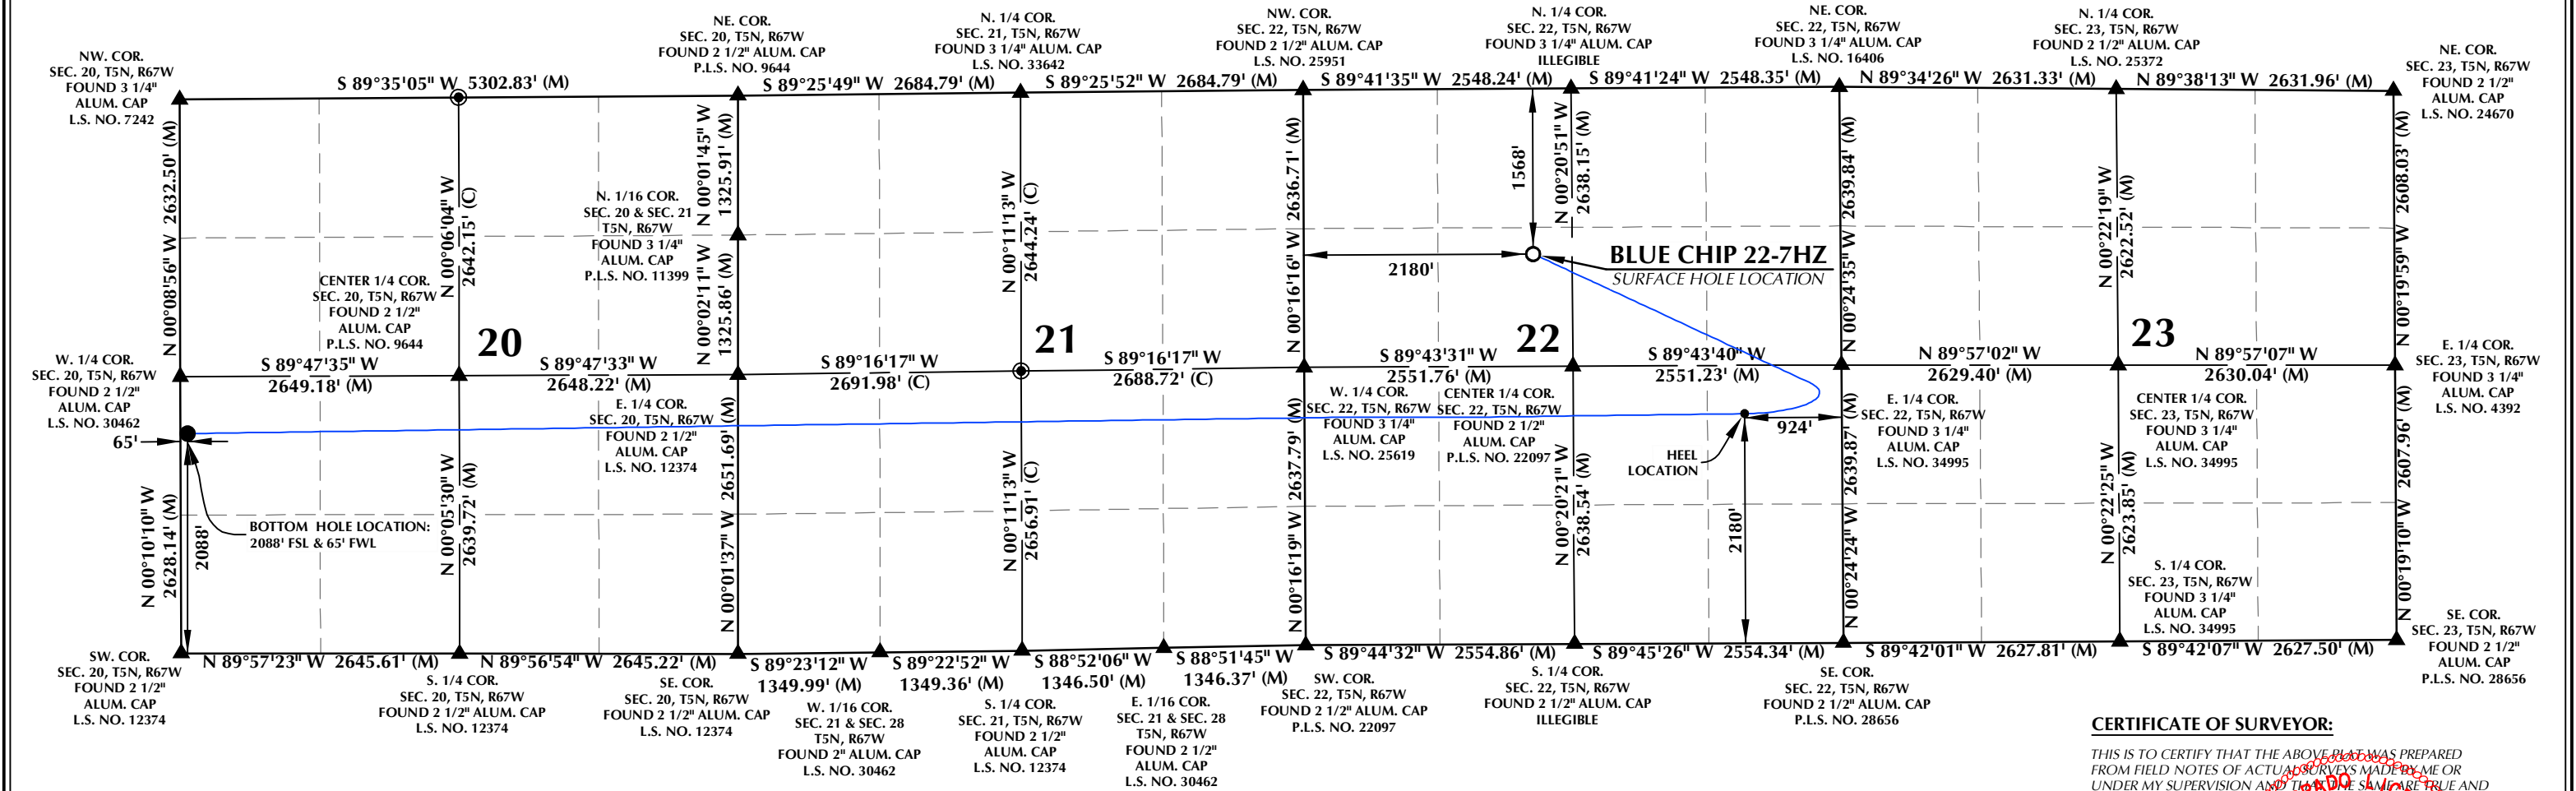 NW. COR.
SEC. 20, T5N, R67W
FOUND 3 1/4"
ALUM. CAP
L.S. NO. 7242
NE. COR.
SEC. 20, T5N, R67W
FOUND 2 1/2" ALUM. CAP
P.L.S. NO. 9644
N. 1/4 COR.
SEC. 21, T5N, R67W
FOUND 3 1/4" ALUM. CAP
L.S. NO. 33642
NW. COR.
SEC. 22, T5N, R67W
FOUND 2 1/2" ALUM. CAP
L.S. NO. 25951
N. 1/4 COR.
SEC. 22, T5N, R67W
FOUND 3 1/4" ALUM. CAP
ILLEGIBLE
NE. COR.
SEC. 22, T5N, R67W
FOUND 3 1/4" ALUM. CAP
L.S. NO. 16406
N. 1/4 COR.
SEC. 23, T5N, R67W
FOUND 2 1/2" ALUM. CAP
L.S. NO. 25372
NE. COR.
SEC. 23, T5N, R67W
FOUND 2 1/2"
ALUM. CAP
L.S. NO. 24670
S 89°35'05" W 5302.83' (M)
S 89°25'49" W 2684.79' (M)
S 89°25'52" W 2684.79' (M)
S 89°41'35" W 2548.24' (M)
S 89°41'24" W 2548.35' (M)
N 89°34'26" W 2631.33' (M)
N 89°38'13" W 2631.96' (M)
N 00°08'56" W 2632.50' (M)
N 00°06'04" W
2642.15' (C)
N 00°01'45" W
1325.91' (M)
N. 1/16 COR.
SEC. 20 & SEC. 21
T5N, R67W
FOUND 3 1/4"
ALUM. CAP
P.L.S. NO. 11399
N 00°02'11" W
1325.86' (M)
N 00°11'13" W
2644.24' (C)
N 00°16'16" W 2636.71' (M)
1568'
N 00°20'51" W
2638.15' (M)
2180'
BLUE CHIP 22-7HZ
SURFACE HOLE LOCATION
N 00°24'35" W 2639.84' (M)
N 00°22'19" W
2622.52' (M)
N 00°19'59" W 2608.03' (M)
CENTER 1/4 COR.
SEC. 20, T5N, R67W
FOUND 2 1/2"
ALUM. CAP
P.L.S. NO. 9644
20
21
22
23
W. 1/4 COR.
SEC. 20, T5N, R67W
FOUND 2 1/2"
ALUM. CAP
L.S. NO. 30462
S 89°47'35" W
2649.18' (M)
S 89°47'33" W
2648.22' (M)
S 89°16'17" W
2691.98' (C)
S 89°16'17" W
2688.72' (C)
S 89°43'31" W
2551.76' (M)
S 89°43'40" W
2551.23' (M)
N 89°57'02" W
2629.40' (M)
N 89°57'07" W
2630.04' (M)
E. 1/4 COR.
SEC. 23, T5N, R67W
FOUND 3 1/4"
ALUM. CAP
L.S. NO. 4392
E. 1/4 COR.
SEC. 20, T5N, R67W
FOUND 2 1/2"
ALUM. CAP
L.S. NO. 12374
W. 1/4 COR.
SEC. 22, T5N, R67W
FOUND 3 1/4"
ALUM. CAP
L.S. NO. 25619
CENTER 1/4 COR.
SEC. 22, T5N, R67W
FOUND 2 1/2"
ALUM. CAP
P.L.S. NO. 22097
E. 1/4 COR.
SEC. 22, T5N, R67W
FOUND 3 1/4"
ALUM. CAP
L.S. NO. 34995
CENTER 1/4 COR.
SEC. 23, T5N, R67W
FOUND 3 1/4"
ALUM. CAP
L.S. NO. 34995
65'
924'
HEEL
LOCATION
2180'
2088'
BOTTOM HOLE LOCATION:
2088' FSL & 65' FWL
N 00°10'10" W
2628.14' (M)
N 00°05'30" W
2639.72' (M)
N 00°01'37" W 2651.69' (M)
N 00°11'13" W
2656.91' (C)
N 00°16'19" W 2637.79' (M)
N 00°20'21" W
2638.54' (M)
N 00°24'24" W 2639.87' (M)
N 00°22'25" W
2623.85' (M)
N 00°19'10" W 2607.96' (M)
S. 1/4 COR.
SEC. 23, T5N, R67W
FOUND 3 1/4"
ALUM. CAP
L.S. NO. 34995
SW. COR.
SEC. 20, T5N, R67W
FOUND 2 1/2"
ALUM. CAP
L.S. NO. 12374
N 89°57'23" W 2645.61' (M)
N 89°56'54" W 2645.22' (M)
S 89°23'12" W
1349.99' (M)
S 89°22'52" W
1349.36' (M)
S 88°52'06" W
1346.50' (M)
S 88°51'45" W
1346.37' (M)
S 89°44'32" W 2554.86' (M)
S 89°45'26" W 2554.34' (M)
S 89°42'01" W 2627.81' (M)
S 89°42'07" W 2627.50' (M)
SE. COR.
SEC. 23, T5N, R67W
FOUND 2 1/2"
ALUM. CAP
P.L.S. NO. 28656
S. 1/4 COR.
SEC. 20, T5N, R67W
FOUND 2 1/2" ALUM. CAP
L.S. NO. 12374
SE. COR.
SEC. 20, T5N, R67W
FOUND 2 1/2" ALUM. CAP
L.S. NO. 12374
W. 1/16 COR.
SEC. 21 & SEC. 28
T5N, R67W
FOUND 2" ALUM. CAP
L.S. NO. 30462
S. 1/4 COR.
SEC. 21, T5N, R67W
FOUND 2 1/2"
ALUM. CAP
L.S. NO. 12374
E. 1/16 COR.
SEC. 21 & SEC. 28
T5N, R67W
FOUND 2 1/2"
ALUM. CAP
L.S. NO. 30462
SW. COR.
SEC. 22, T5N, R67W
FOUND 2 1/2" ALUM. CAP
P.L.S. NO. 22097
S. 1/4 COR.
SEC. 22, T5N, R67W
FOUND 2 1/2" ALUM. CAP
ILLEGIBLE
SE. COR.
SEC. 22, T5N, R67W
FOUND 2 1/2" ALUM. CAP
P.L.S. NO. 28656
CERTIFICATE OF SURVEYOR:
THIS IS TO CERTIFY THAT THE ABOVE PLAT WAS PREPARED
FROM FIELD NOTES OF ACTUAL SURVEYS MADE BY ME OR
UNDER MY SUPERVISION AND THAT THE SAME ARE TRUE AND